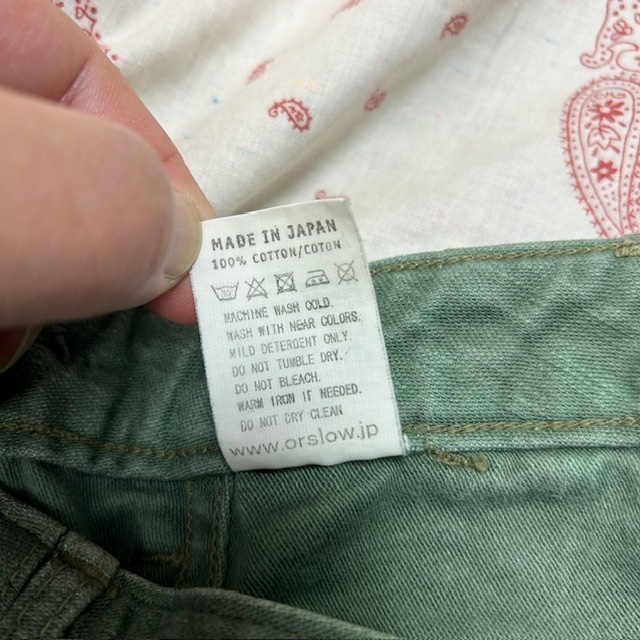 MADE IN JAPAN
100% COTTON/COTON
MACHINE WASH COLD.
WASH WITH NEAR COLORS.
MILD DETERGENT ONLY.
DO NOT TUMBLE DRY.
DO NOT BLEACH.
WARM IRON IF NEEDED.
DO NOT DRY CLEAN
www.orslow.jp